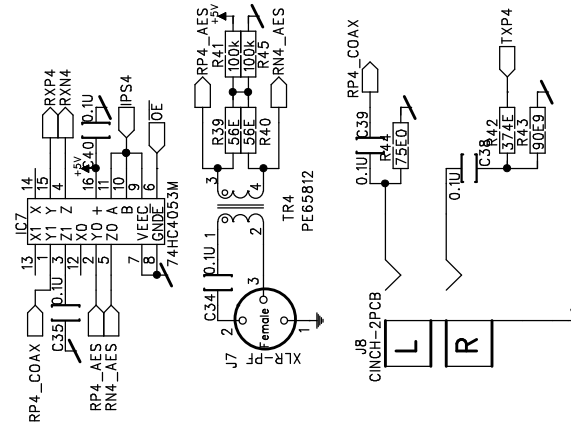 IC7
13 X1 X 14
1 Y1 Y 15
3 Z1 Z 4
12 X0
2 Y0 + 16
5 Z0 A 11
B 10
7 VEEC 9
8 GNDE 6
74HC4053M
RP4_COAX
C35
0.1U
RP4_AES
RN4_AES
RXP4
RXN4
+5V
C40
0.1U
IPS4
OE
J7
XLR-PF
Female
2
3
1
C34
0.1U
1
2
3
4
TR4
PE65812
R39
56E
56E
R40
RP4_AES
RN4_AES
+5V
R41
100k
100k
R45
J8
CINCH-2PCB
L
R
0.1U
C39
R44
75E0
RP4_COAX
0.1U
C38
R42
374E
R43
90E9
TXP4